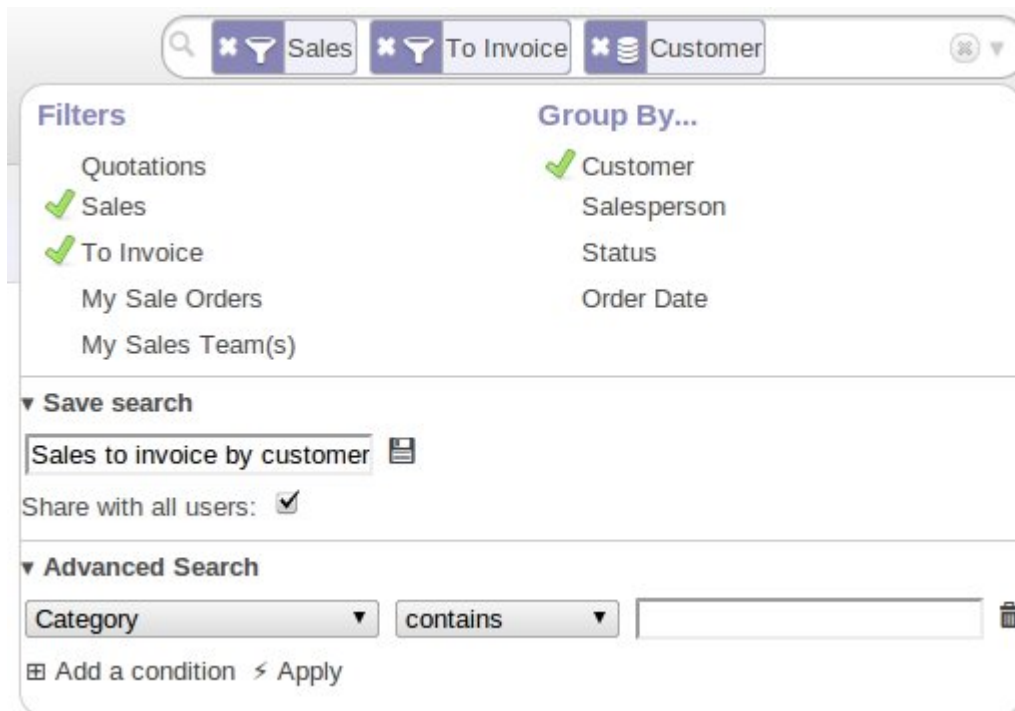 Sales To Invoice Customer
Filters
Quotations
Sales
To Invoice
My Sale Orders
My Sales Team(s)
Group By...
Customer
Salesperson
Status
Order Date
Save search
Sales to invoice by customer
Share with all users:
Advanced Search
Category contains
Add a condition Apply